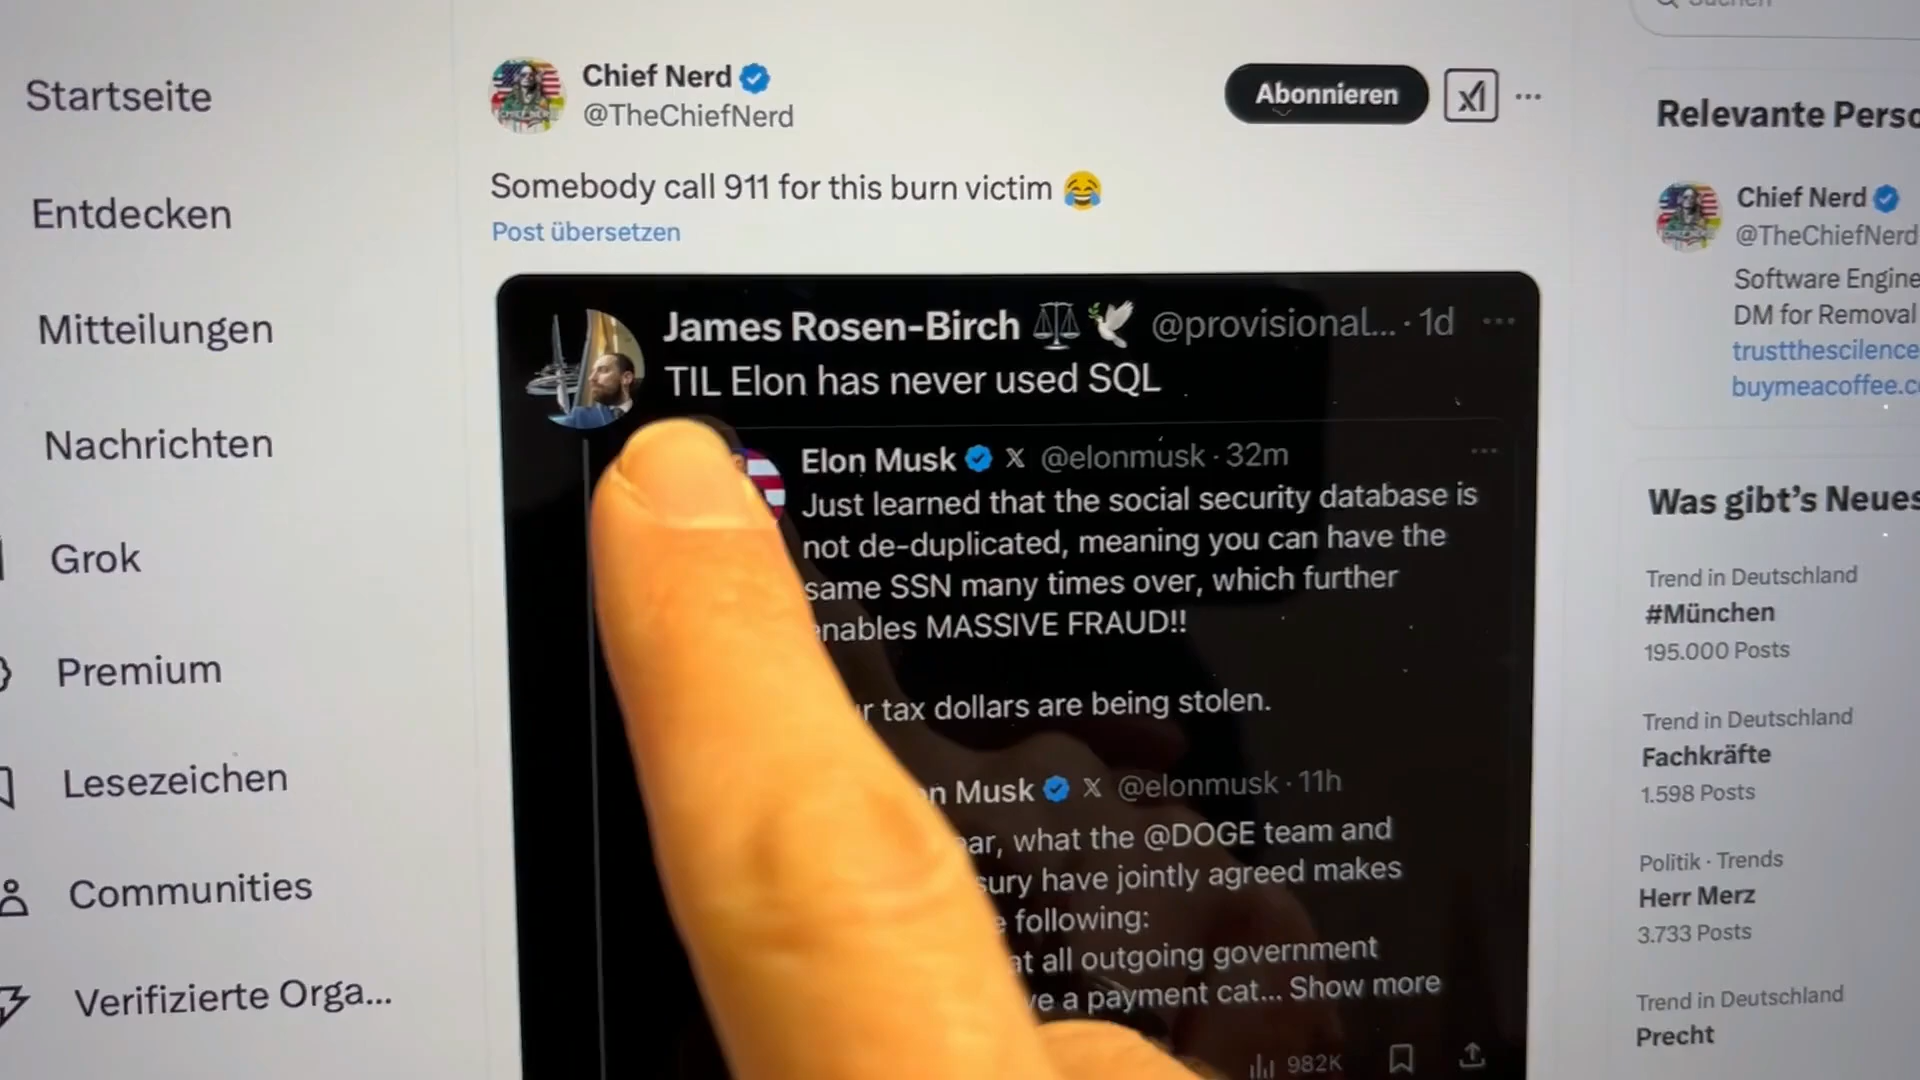 Startseite
Entdecken
Mitteilungen
Nachrichten
Grok
Premium
Lesezeichen
Communities
Verifizierte Orga...
Chief Nerd
@TheChiefNerd
Abonnieren
Somebody call 911 for this burn victim 😂
Post übersetzen
James Rosen-Birch ⚖️🕊️ @provisional... · 1d
TIL Elon has never used SQL
Elon Musk X @elonmusk · 32m
Just learned that the social security database is
not de-duplicated, meaning you can have the
same SSN many times over, which further
enables MASSIVE FRAUD!!
tax dollars are being stolen.
Musk X @elonmusk · 11h
what the @DOGE team and
have jointly agreed makes
following:
all outgoing government
a payment cat... Show more
982K
Suchen
Relevante Perso
Chief Nerd
@TheChiefNerd
Software Engine
DM for Removal
trustthescilence
buymeacoffee.c
Was gibt's Neues
Trend in Deutschland
#München
195.000 Posts
Trend in Deutschland
Fachkräfte
1.598 Posts
Politik · Trends
Herr Merz
3.733 Posts
Trend in Deutschland
Precht